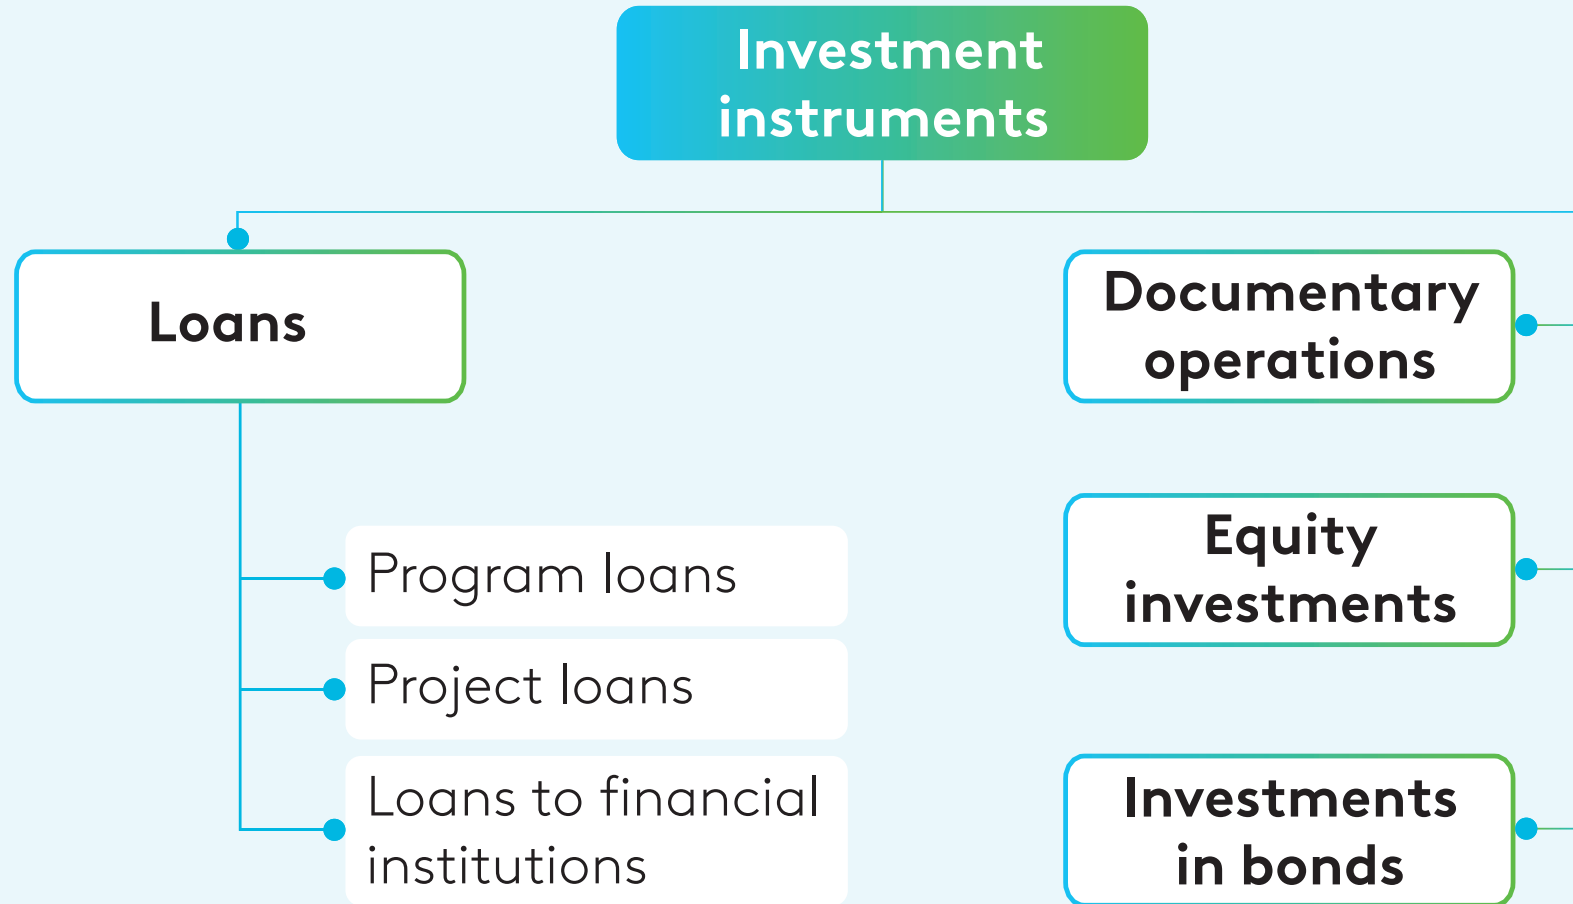 Investment
instruments
Loans
Program loans
Project loans
Loans to financial
institutions
Documentary
operations
Equity
investments
Investments
in bonds